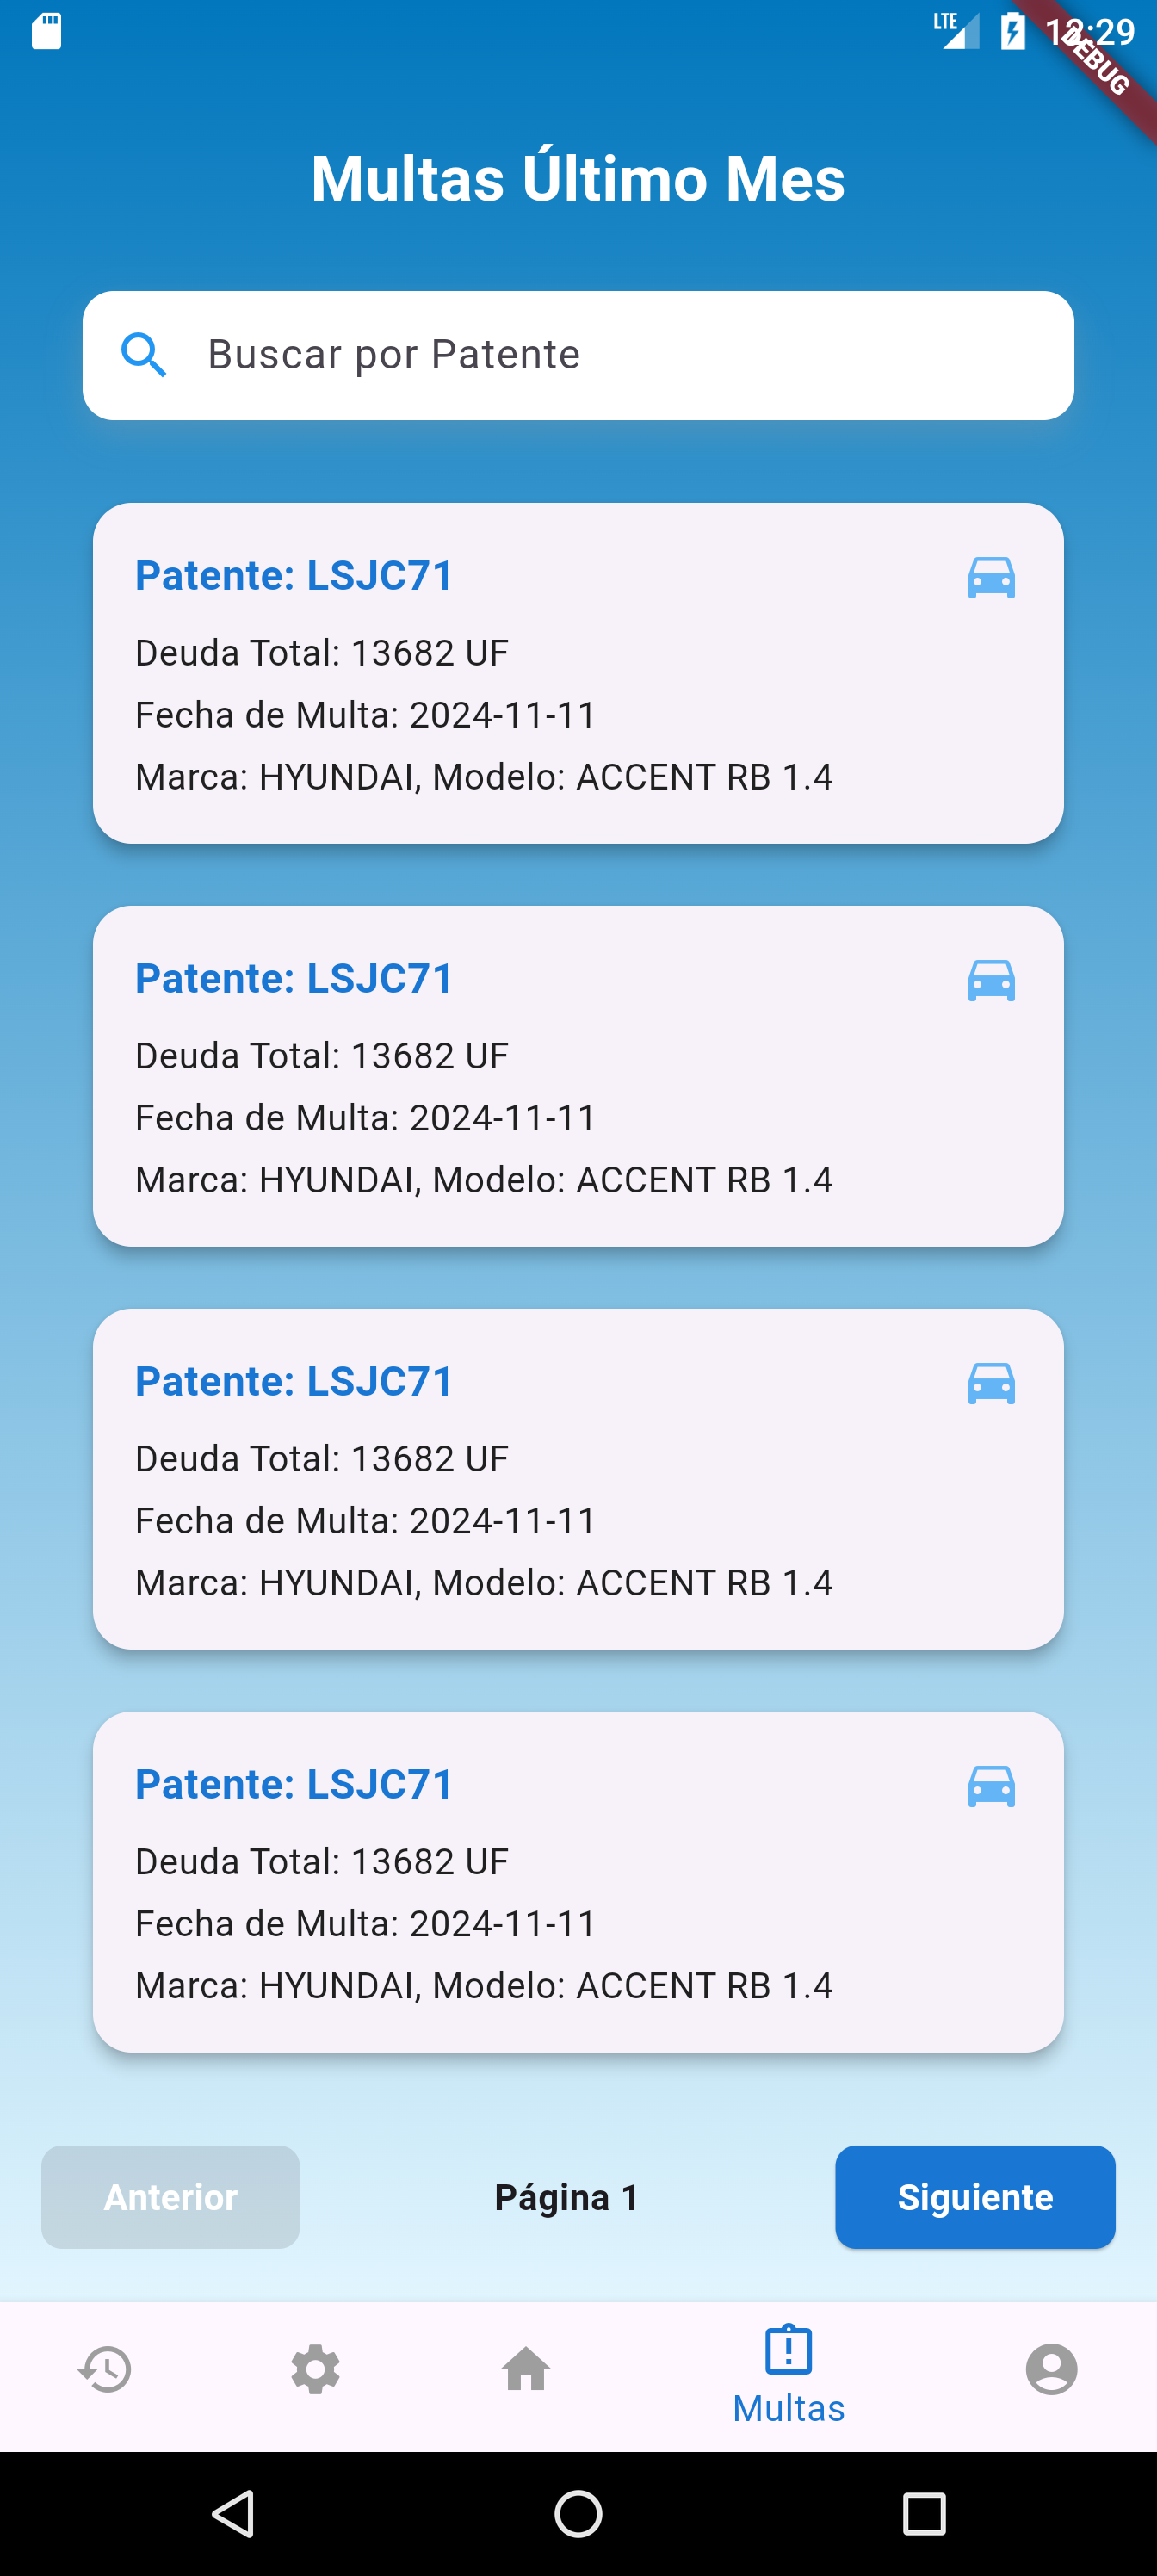 LTE
12:29
DEBUG
Multas Último Mes
Buscar por Patente
Patente: LSJC71
Deuda Total: 13682 UF
Fecha de Multa: 2024-11-11
Marca: HYUNDAI, Modelo: ACCENT RB 1.4
Patente: LSJC71
Deuda Total: 13682 UF
Fecha de Multa: 2024-11-11
Marca: HYUNDAI, Modelo: ACCENT RB 1.4
Patente: LSJC71
Deuda Total: 13682 UF
Fecha de Multa: 2024-11-11
Marca: HYUNDAI, Modelo: ACCENT RB 1.4
Patente: LSJC71
Deuda Total: 13682 UF
Fecha de Multa: 2024-11-11
Marca: HYUNDAI, Modelo: ACCENT RB 1.4
Anterior
Página 1
Siguiente
Multas